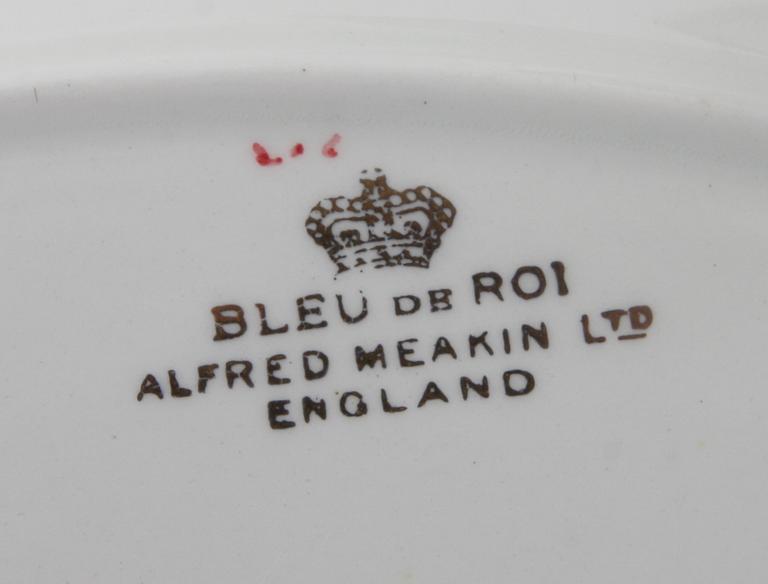 BLEU DE ROI
ALFRED MEAKIN LTD
ENGLAND